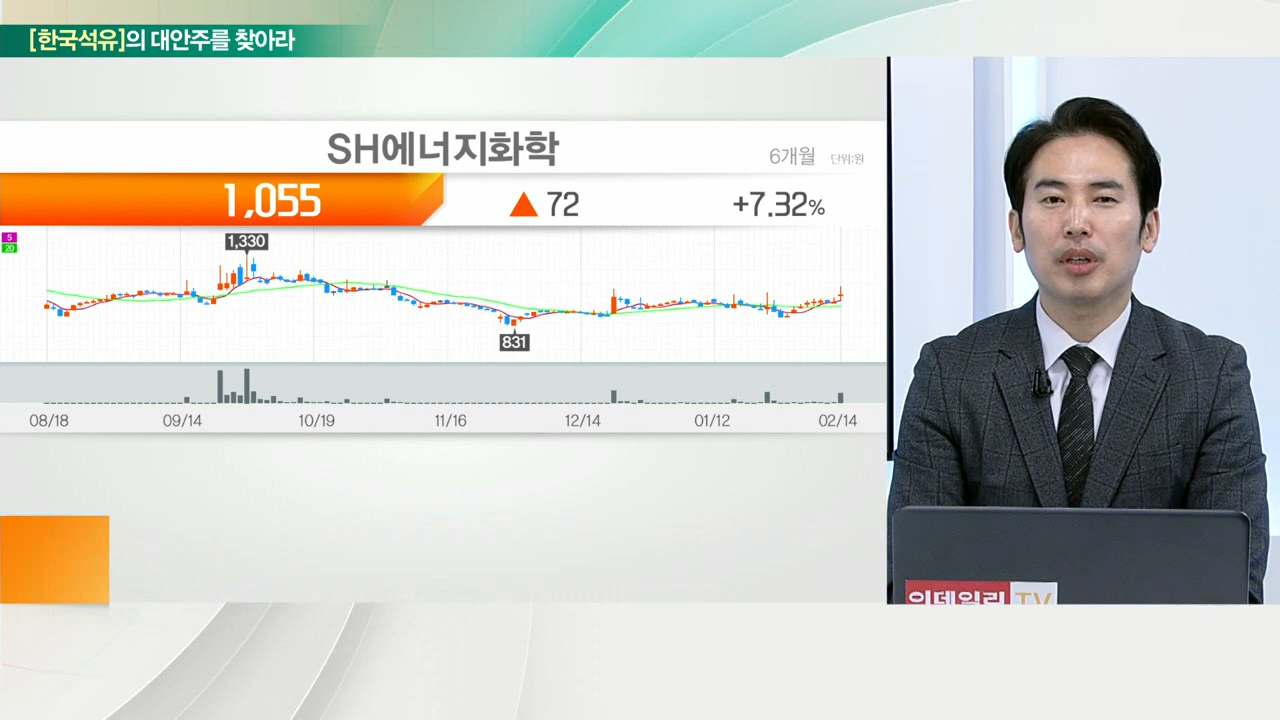 [한국석유]의 대안주를 찾아라
SH에너지화학
6개월 단위:원
1,055 ▲ 72 +7.32%
5
20
1,330
831
08/18 09/14 10/19 11/16 12/14 01/12 02/14
이데일리 TV